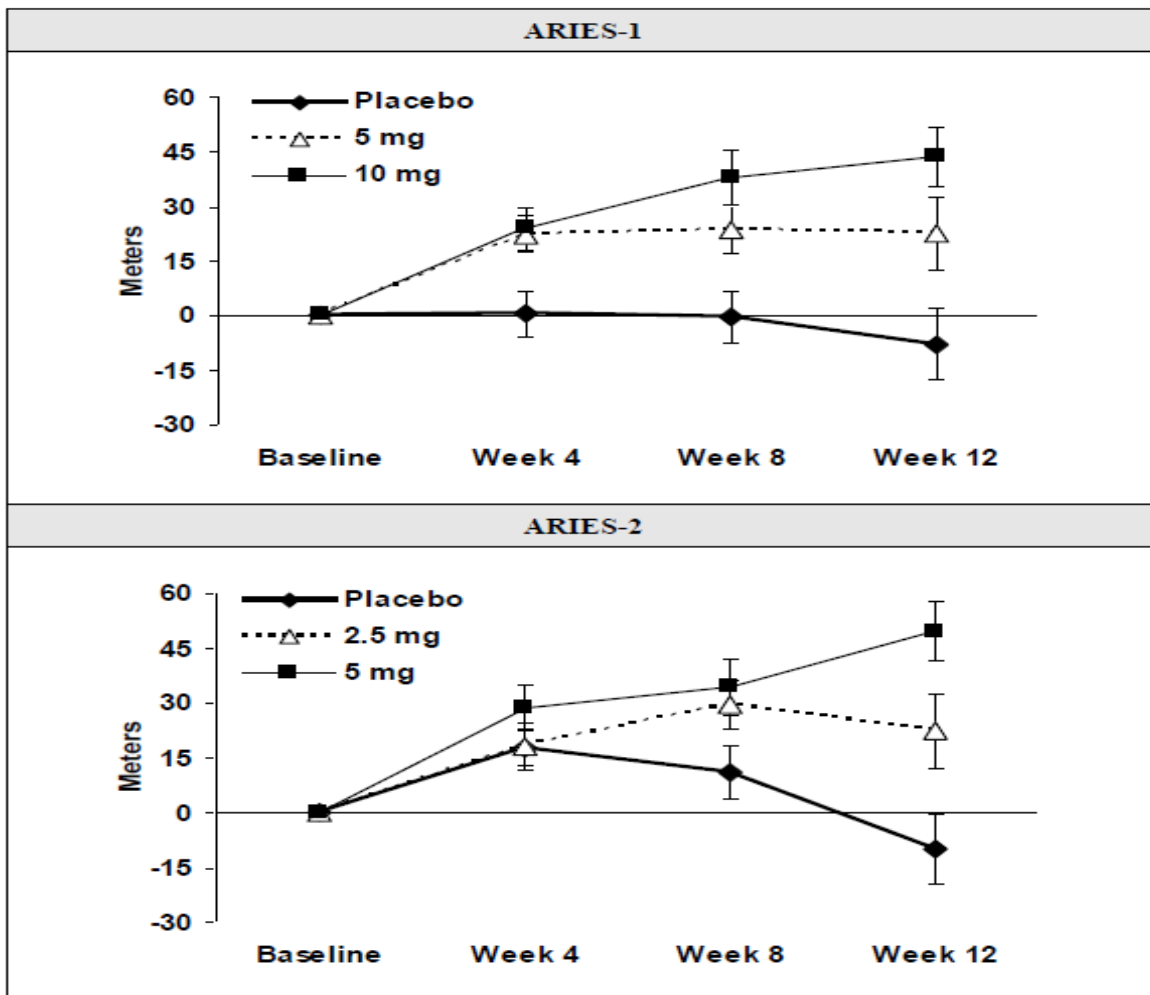 ARIES-1
Placebo
5 mg
10 mg
Meters
60
45
30
15
0
-15
-30
Baseline Week 4 Week 8 Week 12
ARIES-2
Placebo
2.5 mg
5 mg
Meters
60
45
30
15
0
-15
-30
Baseline Week 4 Week 8 Week 12